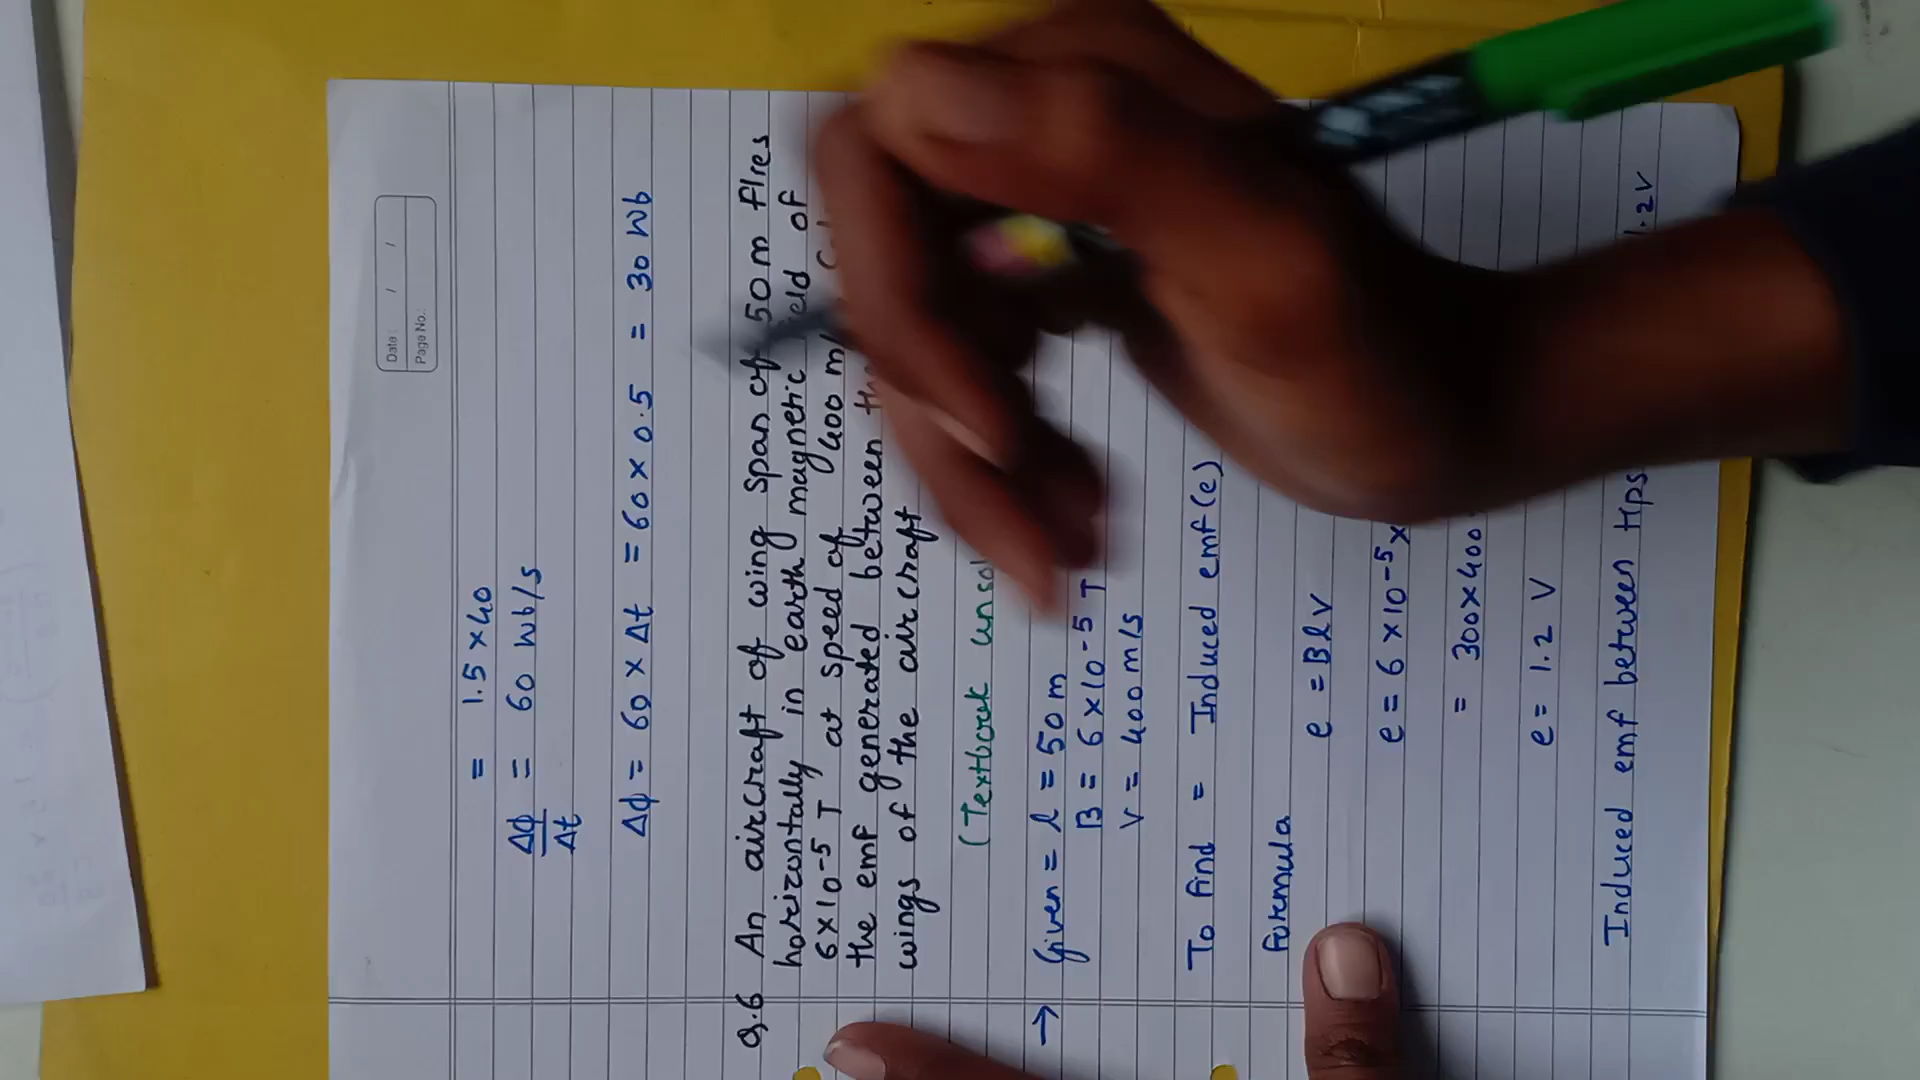 Date : / /
Page No.:
= 1.5 × 40
Δϕ = 60 Wb/s
Δt
Δϕ = 60 × Δt = 60 × 0.5 = 30 Wb
Q.6 An aircraft of wing span of 50 m flies
horizontally in earth magnetic of
6 × 10⁻⁵ T at speed of 400
the emf generated between
wings of the aircraft
(Textbook
→ Given = l = 50 m
B = 6 × 10⁻⁵ T
V = 400 m/s
To find = Induced emf (e)
Formula
e = Blv
e = 6 × 10⁻⁵ ×
= 300 × 400
e = 1.2 V
Induced emf between tips 1.2 V